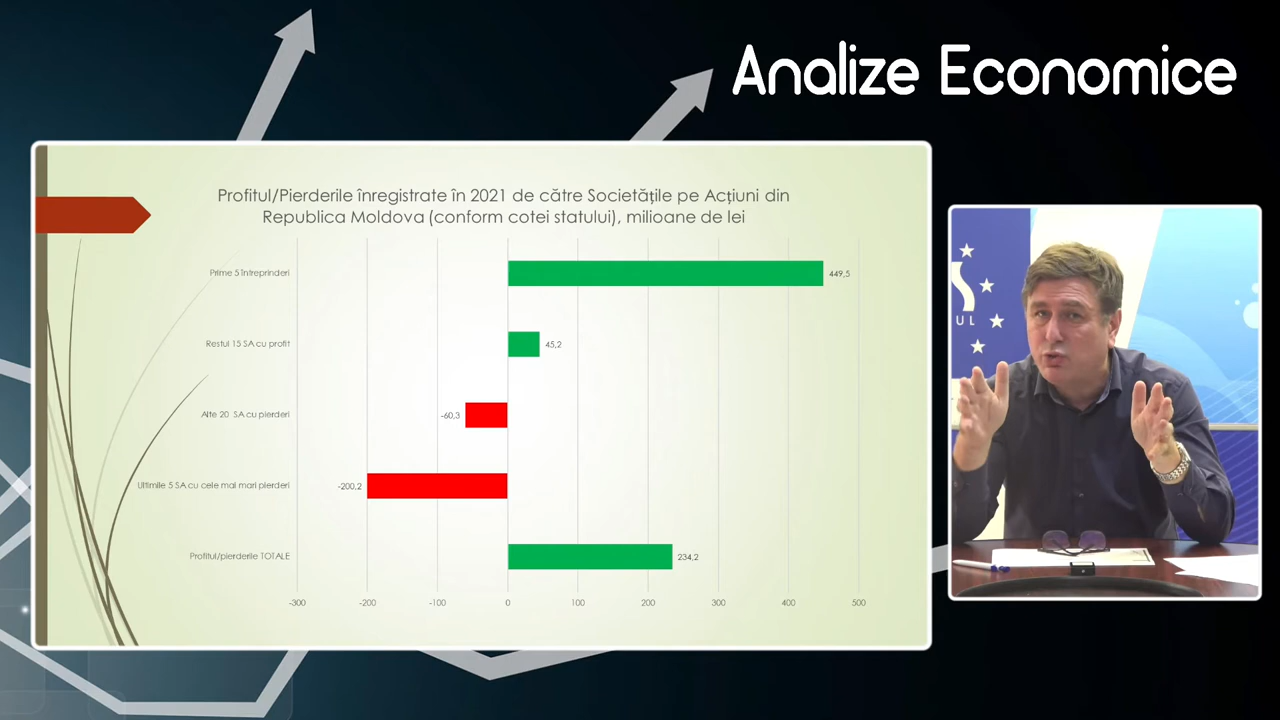 Analize Economice
Profitul/Pierderile înregistrate în 2021 de către Societățile pe Acțiuni din
Republica Moldova (conform cotei statului), milioane de lei
Prime 5 întreprinderi
449,5
Restul 15 SA cu profit
45,2
Alte 20 SA cu pierderi
-60,3
Ultimile 5 SA cu cele mai mari pierderi
-200,2
Profitul/pierderile TOTALE
234,2
-300 -200 -100 0 100 200 300 400 500
UL